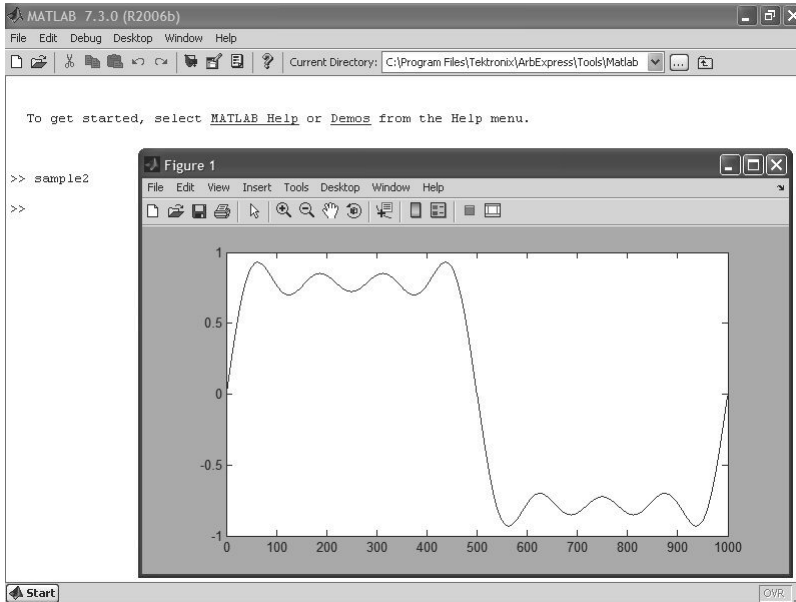 MATLAB 7.3.0 (R2006b)
File Edit Debug Desktop Window Help
Current Directory: C:\Program Files\Tektronix\ArbExpress\Tools\Matlab
To get started, select MATLAB Help or Demos from the Help menu.
>> sample2
>>
Figure 1
File Edit View Insert Tools Desktop Window Help
1
0.5
0
-0.5
-1
0 100 200 300 400 500 600 700 800 900 1000
Start
OVR